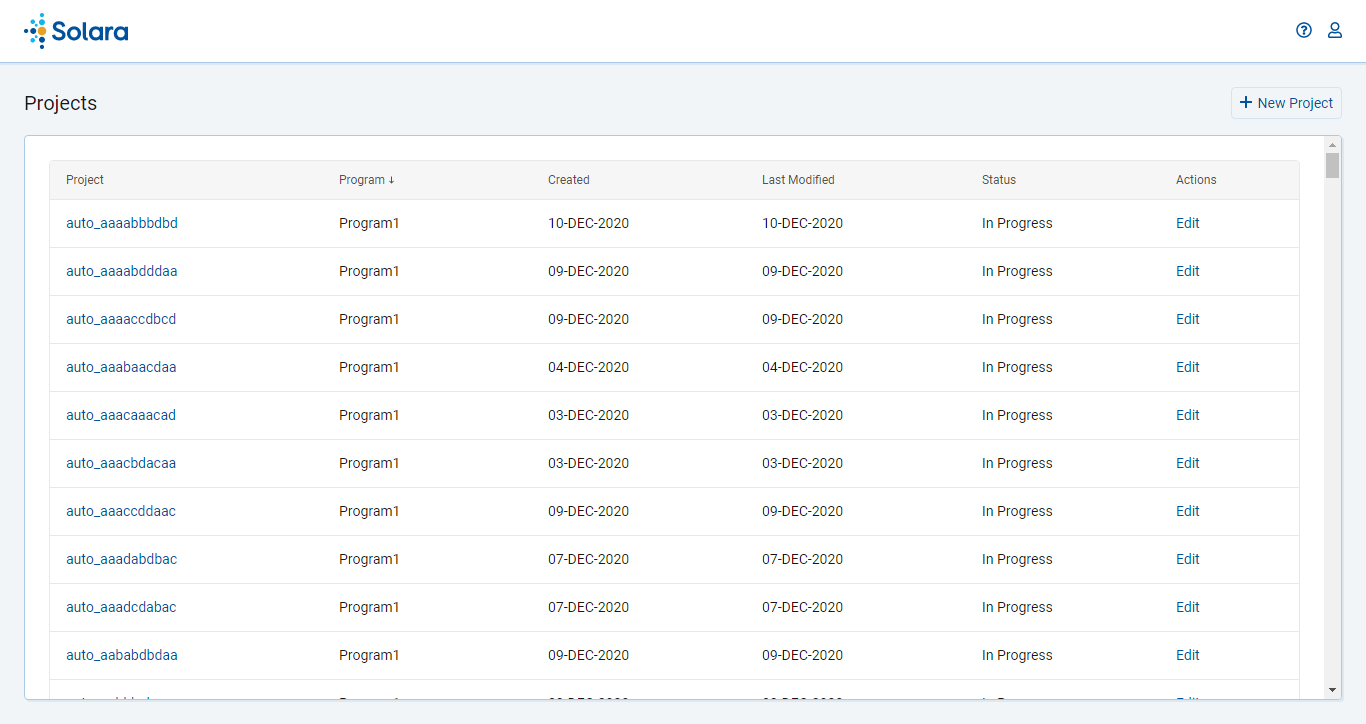 Solara
Projects
New Project
Project Program ↓ Created Last Modified Status Actions
auto_aaaabbbdbd Program1 10-DEC-2020 10-DEC-2020 In Progress Edit
auto_aaaabdddaa Program1 09-DEC-2020 09-DEC-2020 In Progress Edit
auto_aaaaccdbcd Program1 09-DEC-2020 09-DEC-2020 In Progress Edit
auto_aaabaacdaa Program1 04-DEC-2020 04-DEC-2020 In Progress Edit
auto_aaacaaacad Program1 03-DEC-2020 03-DEC-2020 In Progress Edit
auto_aaacbdacaa Program1 03-DEC-2020 03-DEC-2020 In Progress Edit
auto_aaaccddaac Program1 09-DEC-2020 09-DEC-2020 In Progress Edit
auto_aaadabdbac Program1 07-DEC-2020 07-DEC-2020 In Progress Edit
auto_aaadcdabac Program1 07-DEC-2020 07-DEC-2020 In Progress Edit
auto_aababdbdaa Program1 09-DEC-2020 09-DEC-2020 In Progress Edit